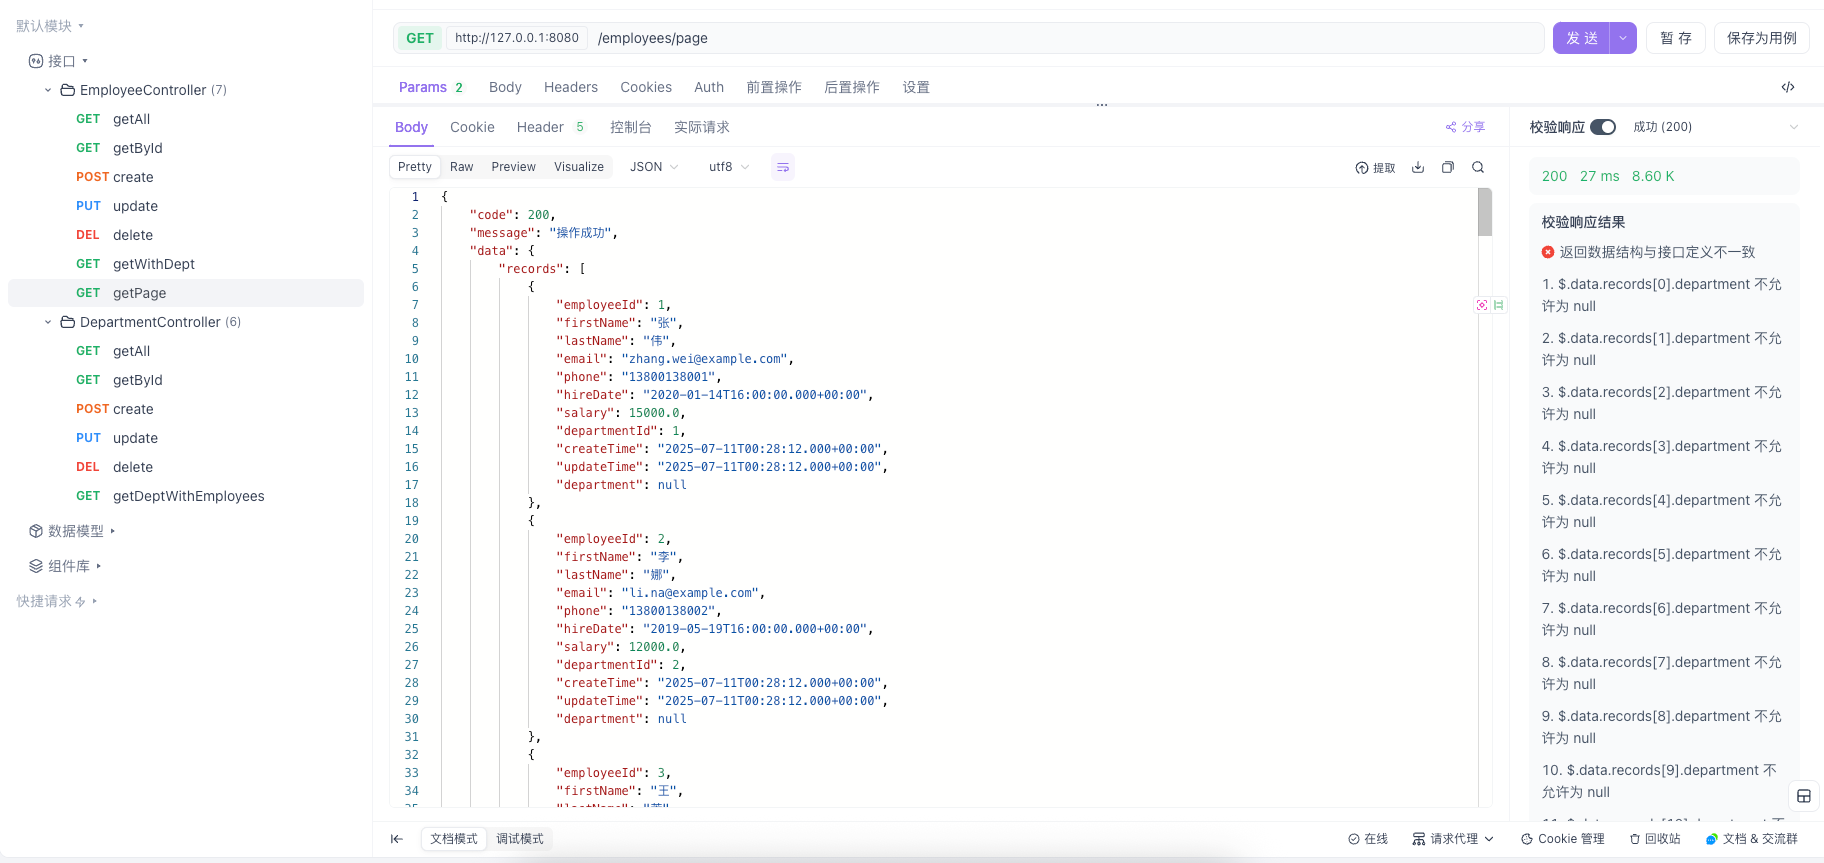 默认模块
接口
EmployeeController (7)
GET getAll
GET getById
POST create
PUT update
DEL delete
GET getWithDept
GET getPage
DepartmentController (6)
GET getAll
GET getById
POST create
PUT update
DEL delete
GET getDeptWithEmployees
数据模型
组件库
快捷请求
GET http://127.0.0.1:8080 /employees/page
发 送
暂 存
保存为用例
Params 2 Body Headers Cookies Auth 前置操作 后置操作 设置
Body Cookie Header 5 控制台 实际请求
分享
Pretty Raw Preview Visualize JSON utf8
提取
1 {
2 "code": 200,
3 "message": "操作成功",
4 "data": {
5 "records": [
6 {
7 "employeeId": 1,
8 "firstName": "张",
9 "lastName": "伟",
10 "email": "zhang.wei@example.com",
11 "phone": "13800138001",
12 "hireDate": "2020-01-14T16:00:00.000+00:00",
13 "salary": 15000.0,
14 "departmentId": 1,
15 "createTime": "2025-07-11T00:28:12.000+00:00",
16 "updateTime": "2025-07-11T00:28:12.000+00:00",
17 "department": null
18 },
19 {
20 "employeeId": 2,
21 "firstName": "李",
22 "lastName": "娜",
23 "email": "li.na@example.com",
24 "phone": "13800138002",
25 "hireDate": "2019-05-19T16:00:00.000+00:00",
26 "salary": 12000.0,
27 "departmentId": 2,
28 "createTime": "2025-07-11T00:28:12.000+00:00",
29 "updateTime": "2025-07-11T00:28:12.000+00:00",
30 "department": null
31 },
32 {
33 "employeeId": 3,
34 "firstName": "王",
校验响应 成功 (200)
200 27 ms 8.60 K
校验响应结果
返回数据结构与接口定义不一致
1. $.data.records[0].department 不允
许为 null
2. $.data.records[1].department 不允
许为 null
3. $.data.records[2].department 不允
许为 null
4. $.data.records[3].department 不允
许为 null
5. $.data.records[4].department 不允
许为 null
6. $.data.records[5].department 不允
许为 null
7. $.data.records[6].department 不允
许为 null
8. $.data.records[7].department 不允
许为 null
9. $.data.records[8].department 不允
许为 null
10. $.data.records[9].department 不
允许为 null
文档模式 调试模式
在线 请求代理 Cookie 管理 回收站 文档 & 交流群